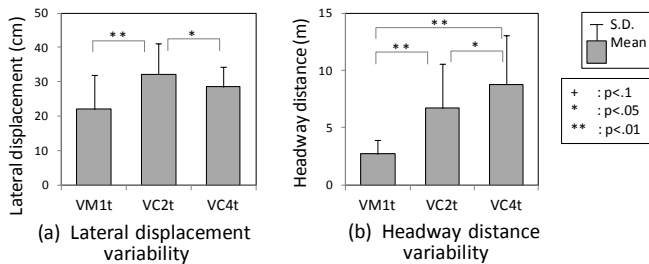 Lateral displacement (cm)
50
40
30
20
10
0
**
*
VM1t VC2t VC4t
(a) Lateral displacement
variability
Headway distance (m)
15
10
5
0
**
**
*
VM1t VC2t VC4t
(b) Headway distance
variability
S.D.
Mean
+ : p<.1
* : p<.05
** : p<.01